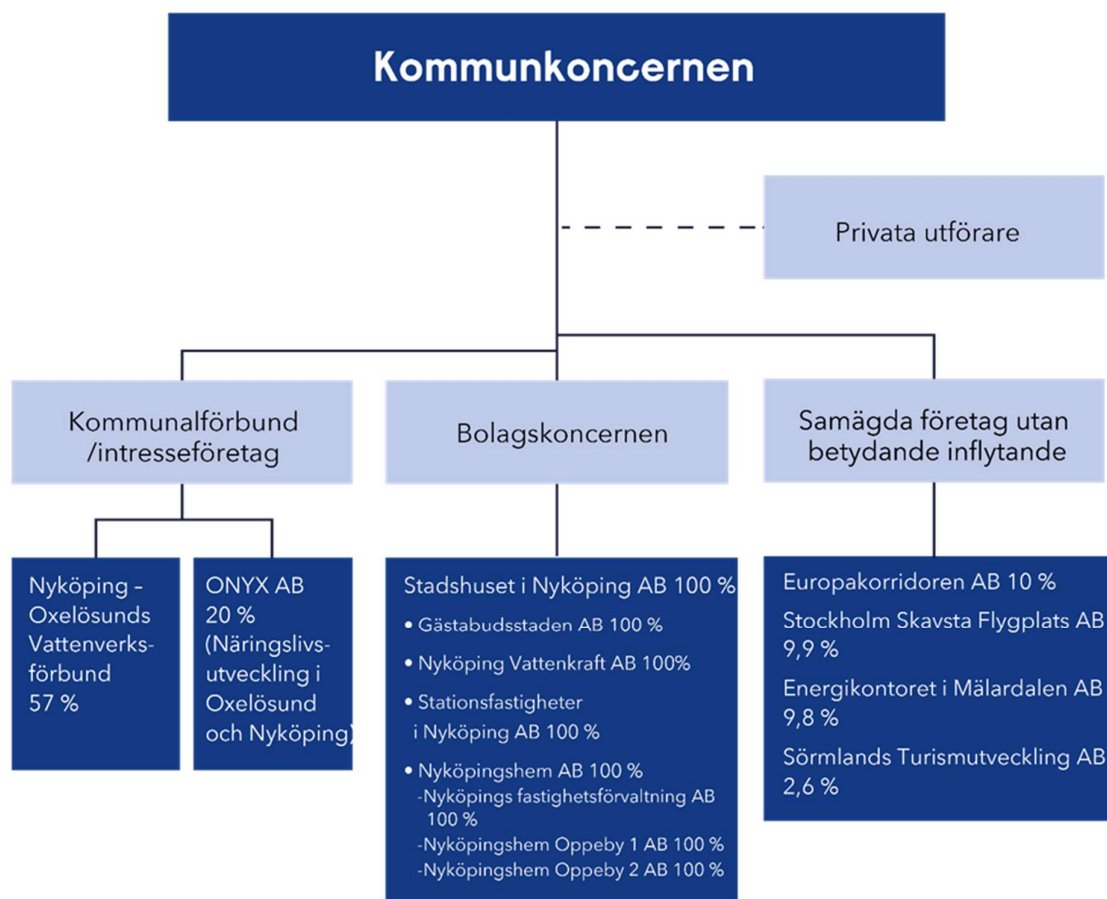 Kommunkoncernen
Privata utförare
Kommunalförbund
/intresseföretag
Bolagskoncernen
Samägda företag utan
betydande inflytande
Nyköping –
Oxelösunds
Vattenverks-
förbund
57 %
ONYX AB
20 %
(Näringslivs-
utveckling i
Oxelösund
och Nyköping)
Stadshuset i Nyköping AB 100 %
• Gästabudsstaden AB 100 %
• Nyköping Vattenkraft AB 100%
• Stationsfastigheter
i Nyköping AB 100 %
• Nyköpingshem AB 100 %
-Nyköpings fastighetsförvaltning AB
100 %
-Nyköpingshem Oppeby 1 AB 100 %
-Nyköpingshem Oppeby 2 AB 100 %
Europakorridoren AB 10 %
Stockholm Skavsta Flygplats AB
9,9 %
Energikontoret i Mälardalen AB
9,8 %
Sörmlands Turismutveckling AB
2,6 %